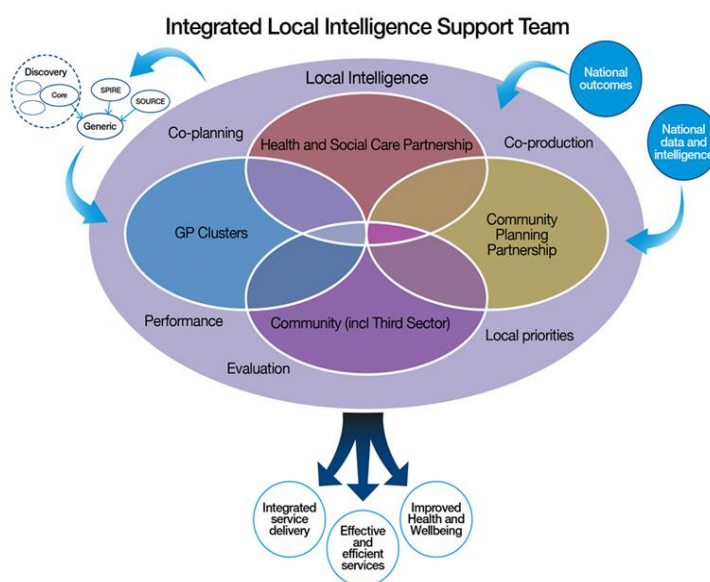 Integrated Local Intelligence Support Team
Discovery
Core
SPIRE
SOURCE
Generic
Local Intelligence
National
outcomes
Co-planning
Health and Social Care Partnership
Co-production
National
data and
intelligence
GP Clusters
Community
Planning
Partnership
Performance
Community (incl Third Sector)
Local priorities
Evaluation
Integrated
service
delivery
Effective
and
efficient
services
Improved
Health and
Wellbeing